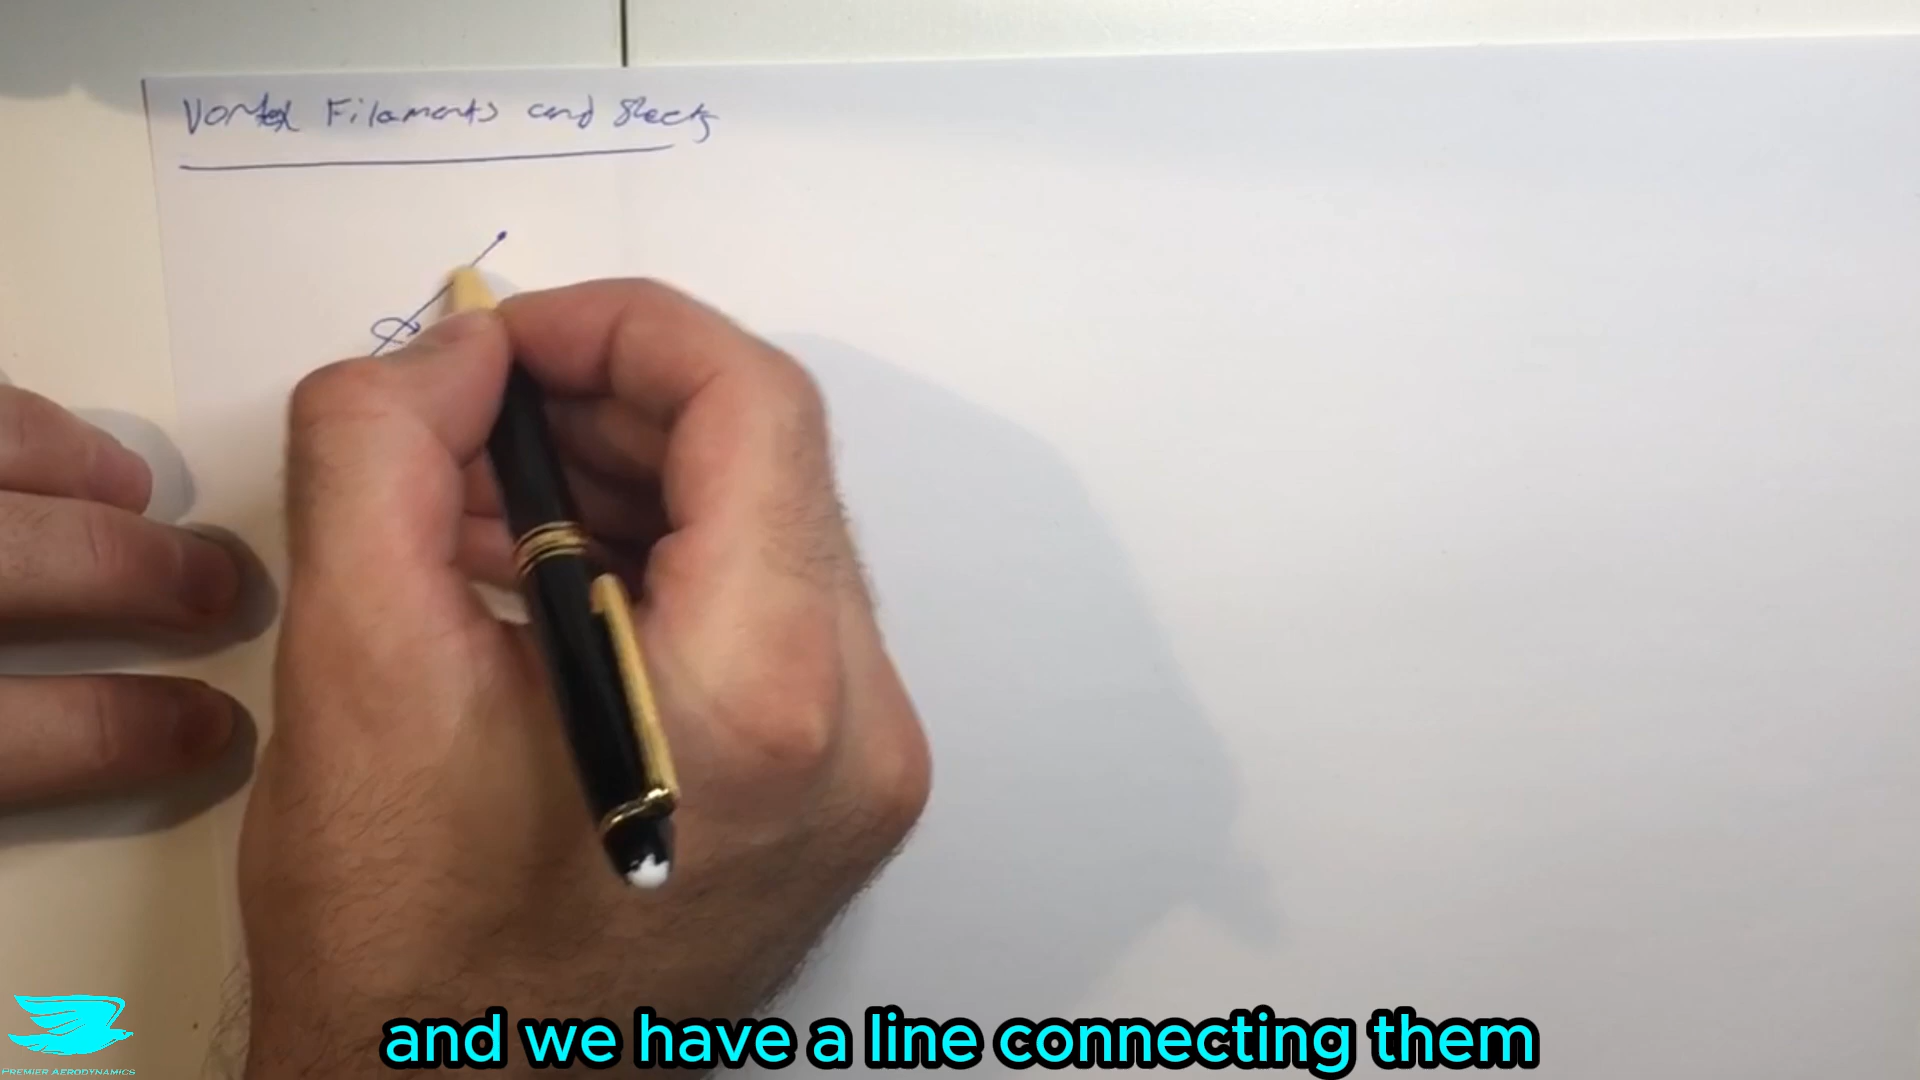 Vortex Filaments and Sheets
and we have a line connecting them
PREMIER AERODYNAMICS